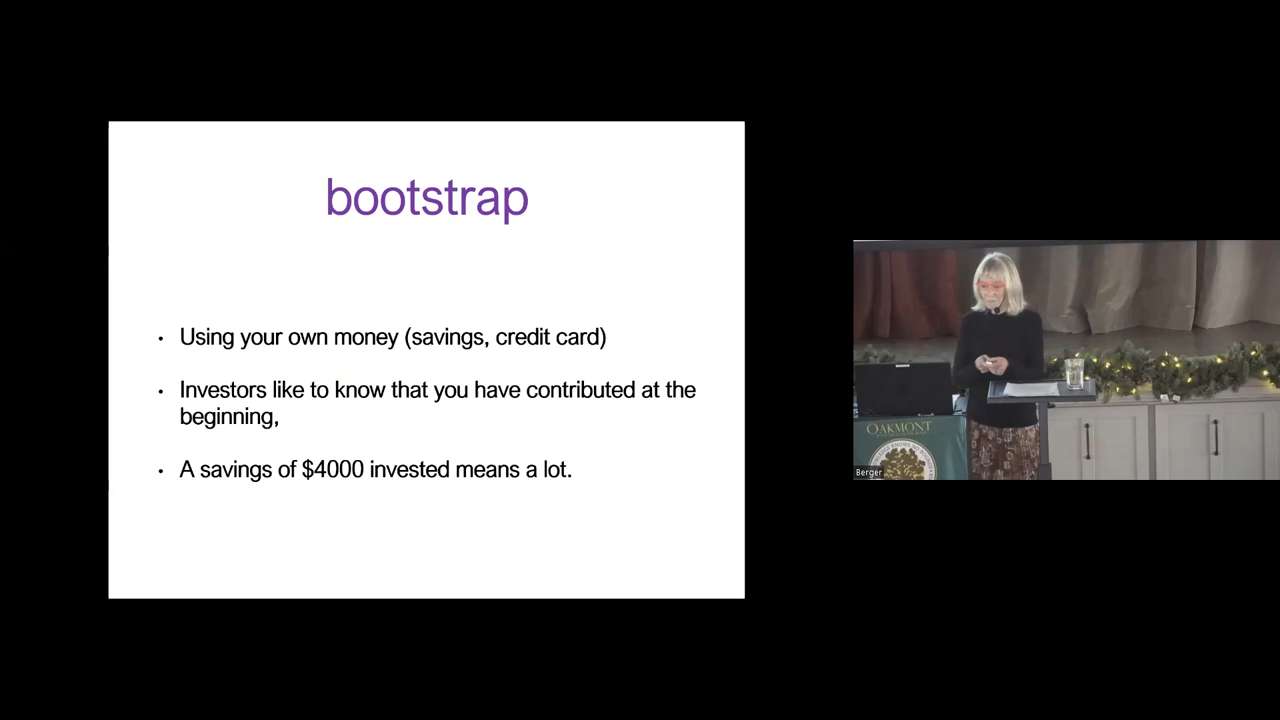 bootstrap
• Using your own money (savings, credit card)
• Investors like to know that you have contributed at the
beginning,
• A savings of $4000 invested means a lot.
OAKMONT
Berger